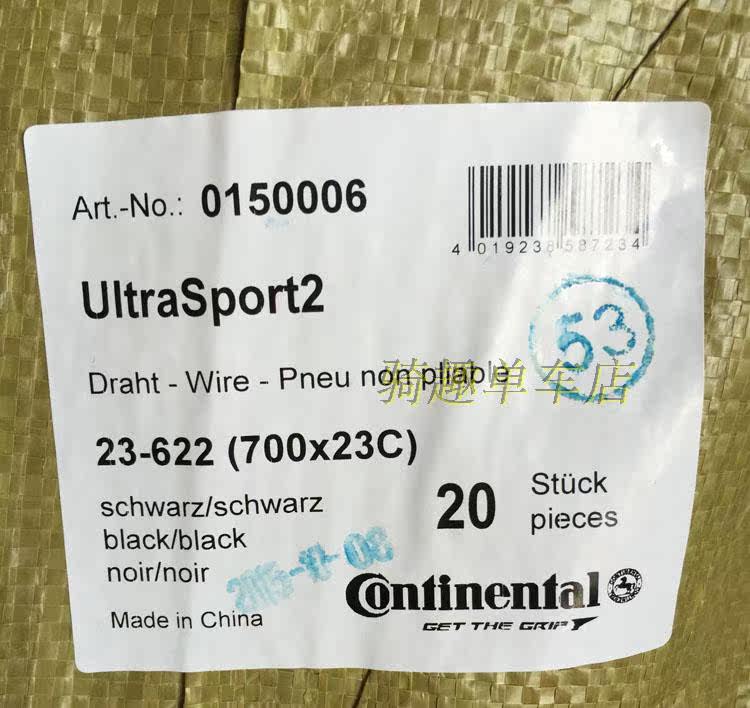 Art.-No.: 0150006
4 019238 587234
UltraSport2
53
Draht - Wire - Pneu non pliable
骑趣单车店
23-622 (700x23C)
schwarz/schwarz
black/black
noir/noir
20 Stück
pieces
Made in China
Continental
GET THE GRIP